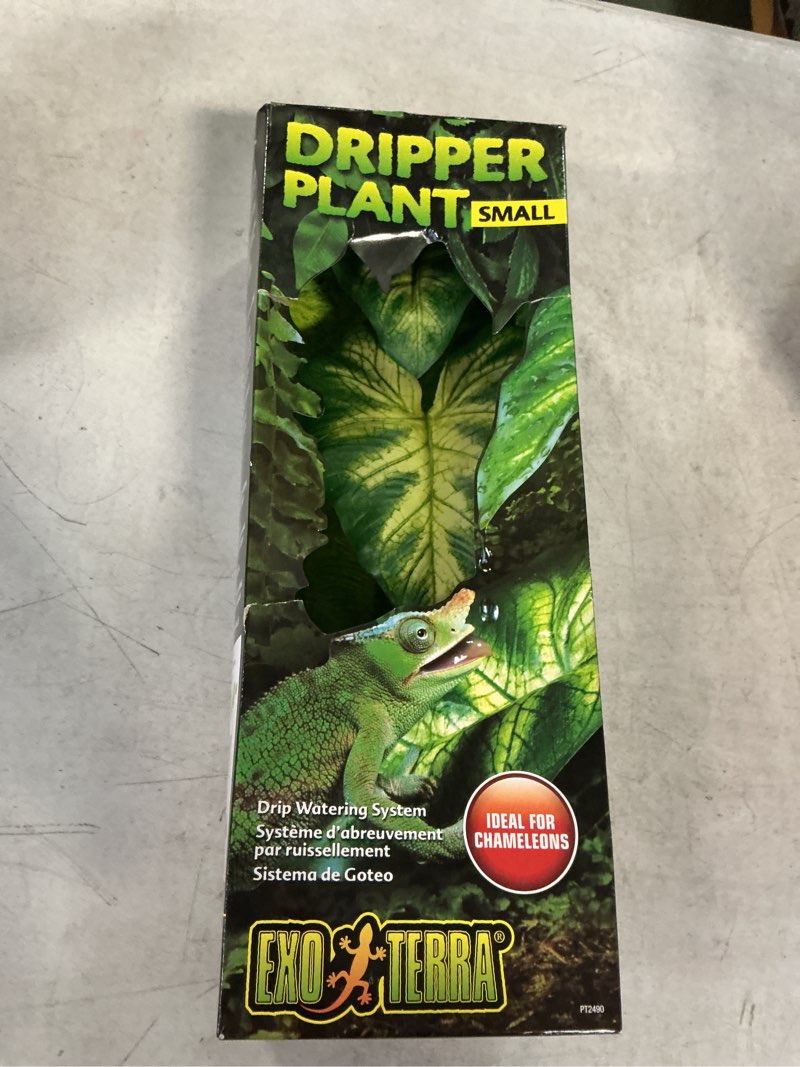 DRIPPER
PLANT SMALL
Drip Watering System
Système d'abreuvement
par ruissellement
Sistema de Goteo
IDEAL FOR
CHAMELEONS
EXO TERRA®
PT2490